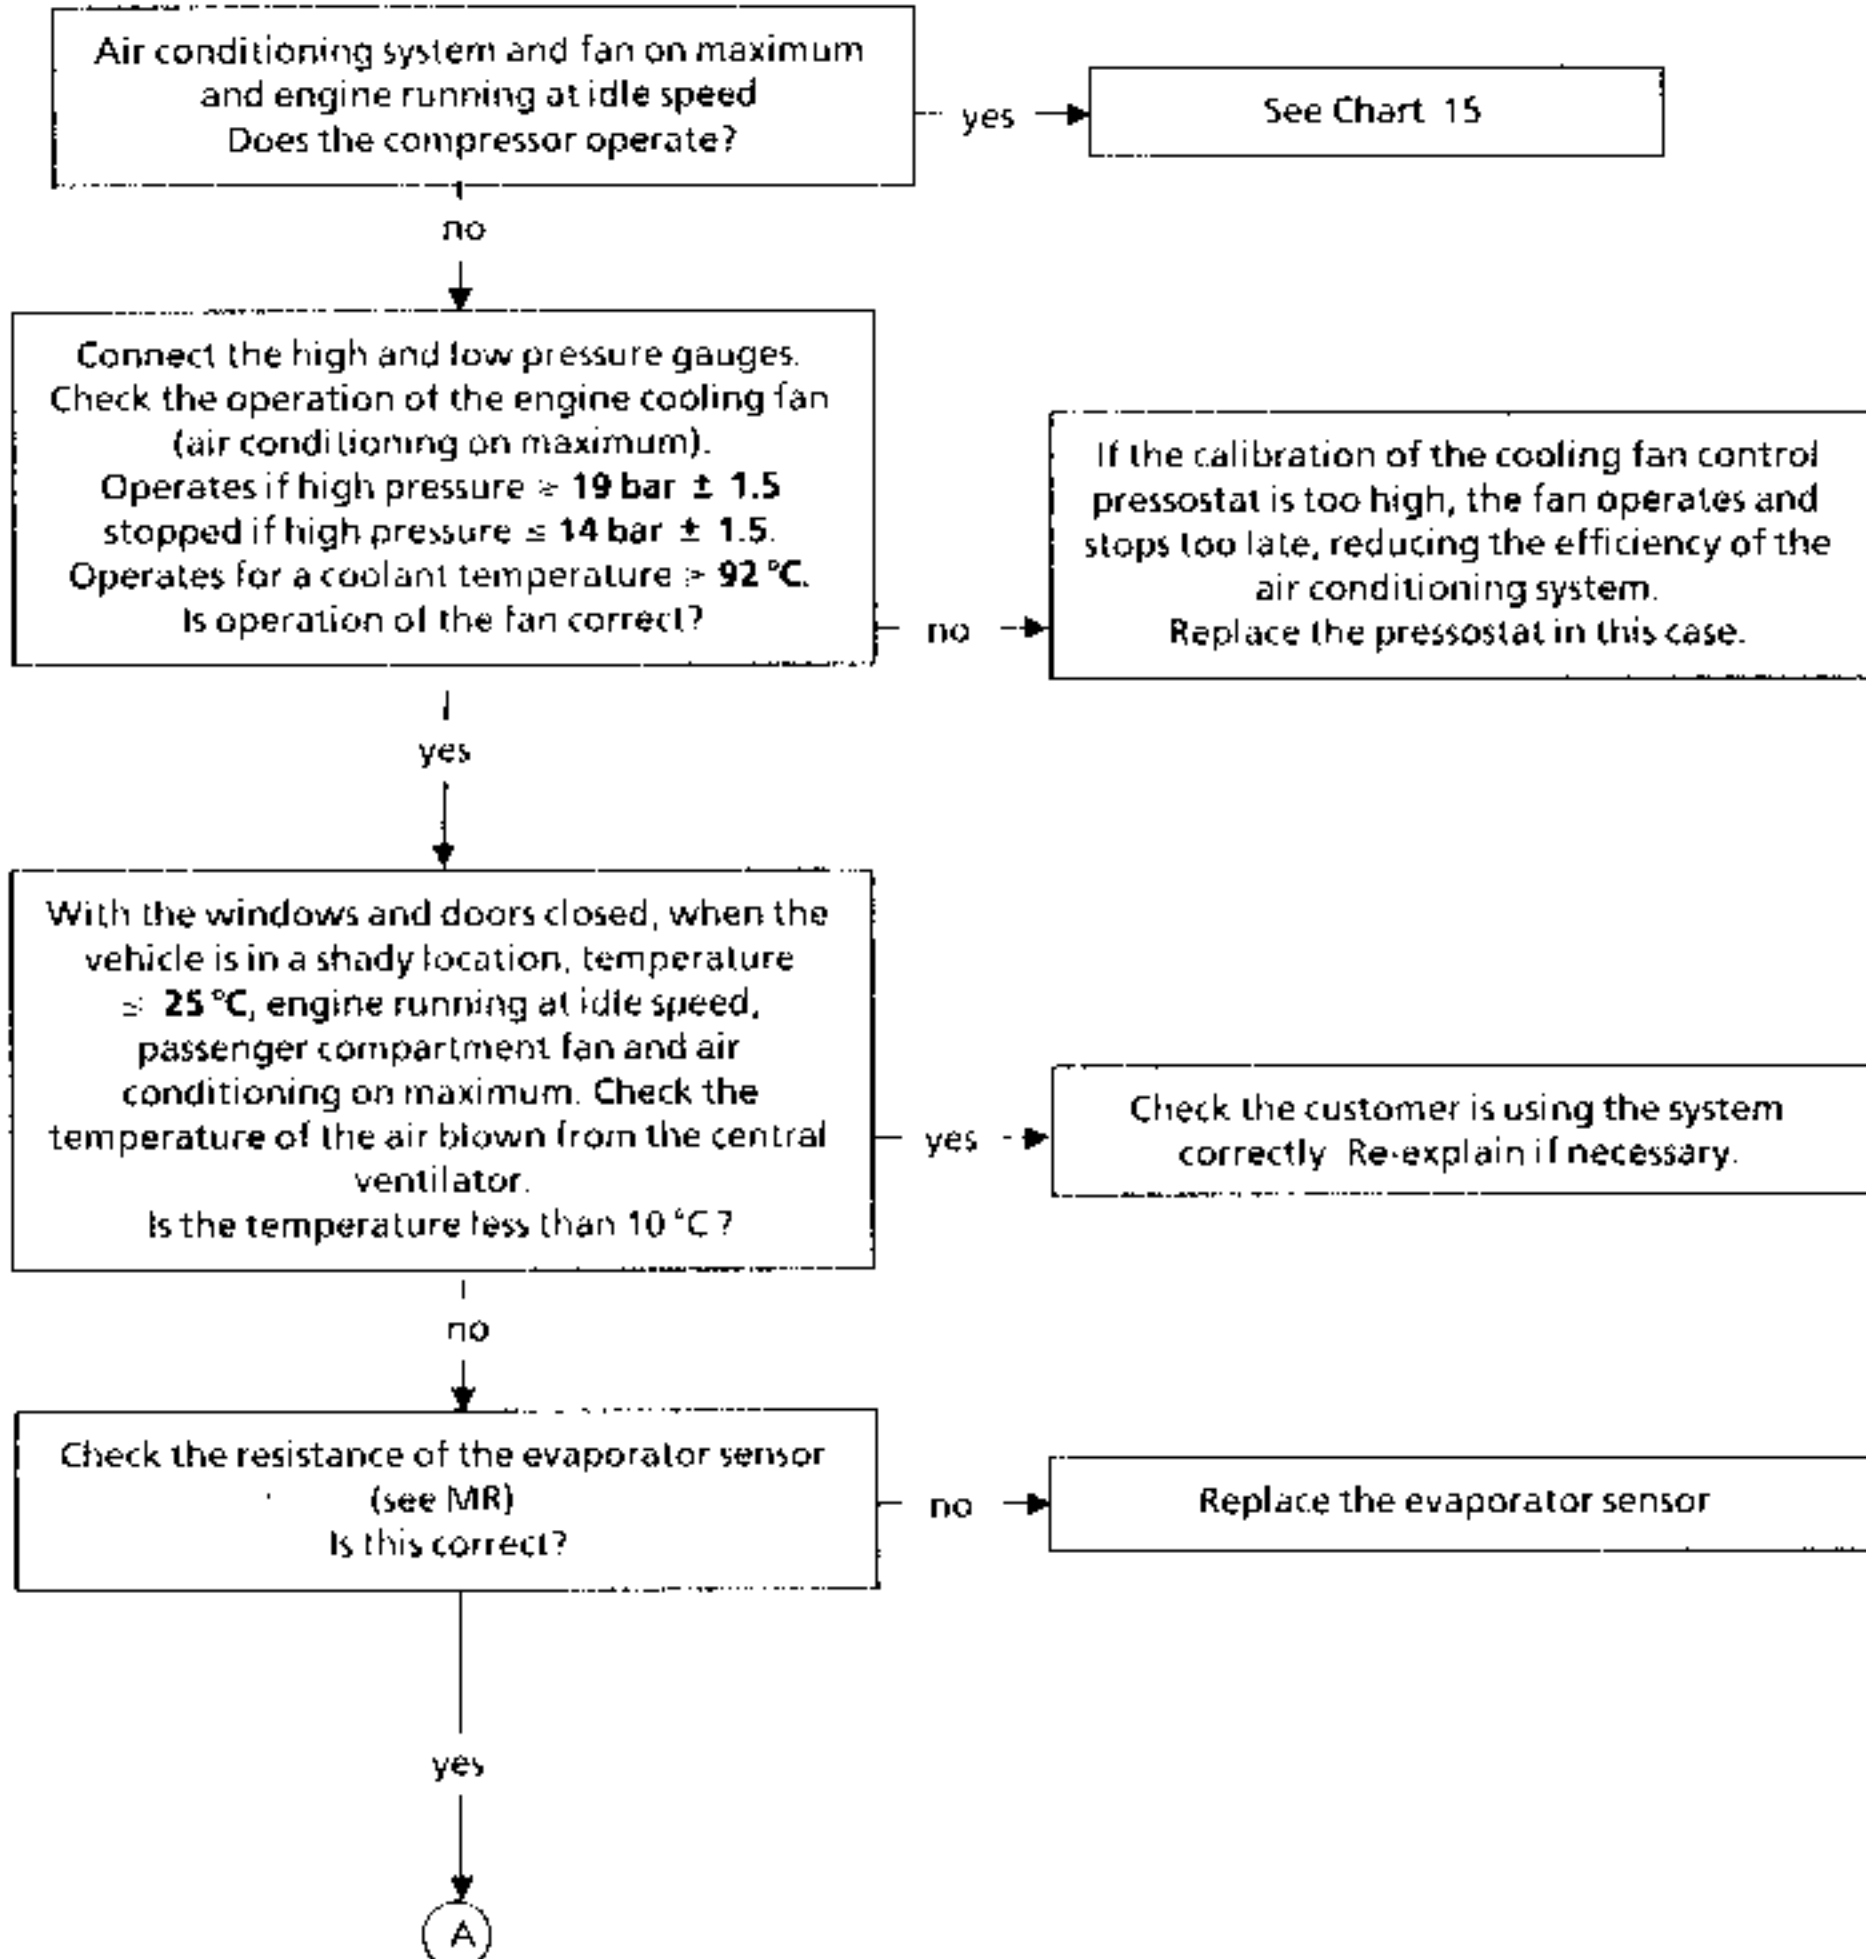 Air conditioning system and fan on maximum
and engine running at idle speed
Does the compressor operate?
yes
See Chart 15
no
Connect the high and low pressure gauges.
Check the operation of the engine cooling fan
(air conditioning on maximum).
Operates if high pressure ≥ 19 bar ± 1.5
stopped if high pressure ≤ 14 bar ± 1.5.
Operates for a coolant temperature > 92 °C.
Is operation of the fan correct?
no
If the calibration of the cooling fan control
pressostat is too high, the fan operates and
stops too late, reducing the efficiency of the
air conditioning system.
Replace the pressostat in this case.
yes
With the windows and doors closed, when the
vehicle is in a shady location, temperature
≤ 25 °C, engine running at idle speed,
passenger compartment fan and air
conditioning on maximum. Check the
temperature of the air blown from the central
ventilator.
Is the temperature less than 10 °C ?
yes
Check the customer is using the system
correctly Re-explain if necessary.
no
Check the resistance of the evaporator sensor
(see MR)
Is this correct?
no
Replace the evaporator sensor
yes
A